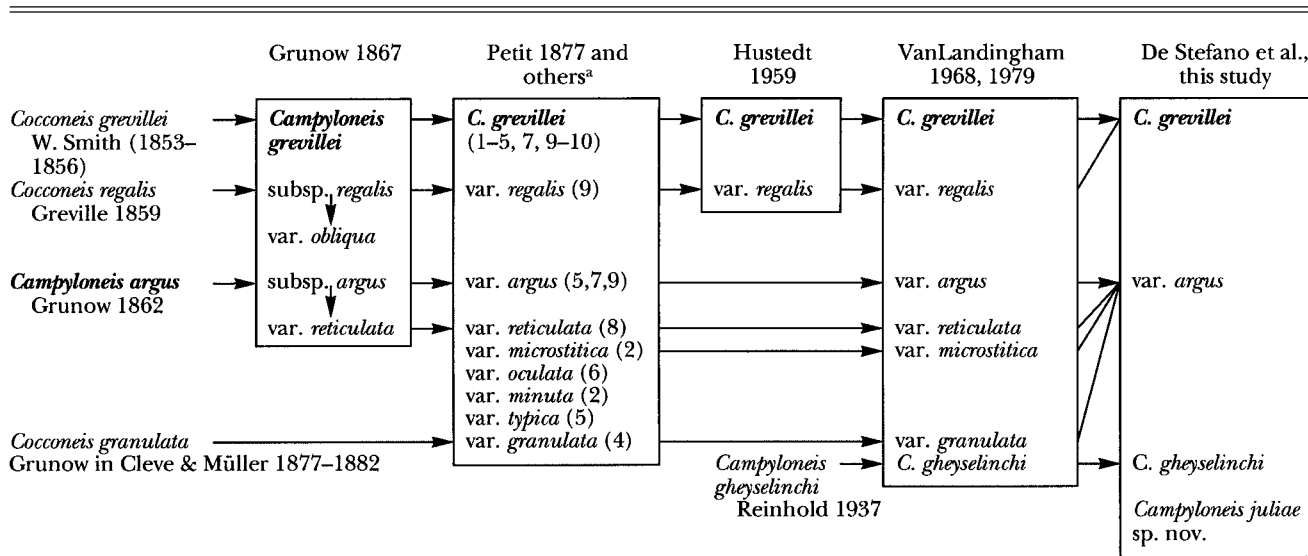 Grunow 1867
Petit 1877 and
othersᵃ
Hustedt
1959
VanLandingham
1968, 1979
De Stefano et al.,
this study
Cocconeis grevillei
W. Smith (1853–
1856)
Cocconeis regalis
Greville 1859
Campyloneis argus
Grunow 1862
Cocconeis granulata
Grunow in Cleve & Müller 1877–1882
Campyloneis
grevillei
subsp. regalis
var. obliqua
subsp. argus
var. reticulata
C. grevillei
(1–5, 7, 9–10)
var. regalis (9)
var. argus (5,7,9)
var. reticulata (8)
var. microstitica (2)
var. oculata (6)
var. minuta (2)
var. typica (5)
var. granulata (4)
C. grevillei
var. regalis
Campyloneis
gheyselinchi
Reinhold 1937
C. grevillei
var. regalis
var. argus
var. reticulata
var. microstitica
var. granulata
C. gheyselinchi
C. grevillei
var. argus
C. gheyselinchi
Campyloneis juliae
sp. nov.